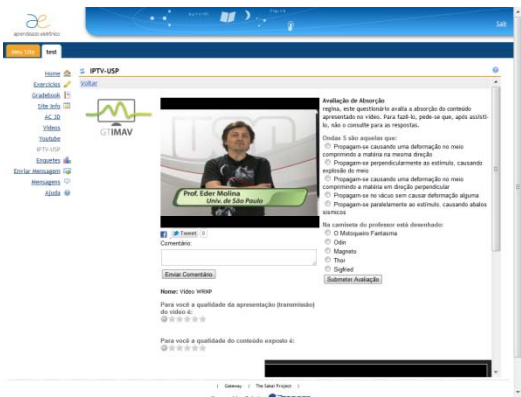 ae
aprendizado eletrônico
Sair
Meu Site
test
Home
Exercícios
Gradebook
Site Info
AC 3D
Vídeos
Youtube
IPTV-USP
Enquetes
Enviar Mensagem
Mensagens
Ajuda
IPTV-USP
Voltar
GTIMAV
Prof. Eder Molina
Univ. de São Paulo
Tweet 0
Comentário:
Enviar Comentário
Nome: Vídeo WRNP
Para você a qualidade da apresentação (transmissão)
do vídeo é:
Para você a qualidade do conteúdo exposto é:
Avaliação de Absorção
regina, este questionário avalia a absorção do conteúdo
apresentado no vídeo. Para fazê-lo, pede-se que, após assisti-
lo, não o consulte para as respostas.
Ondas S são aquelas que:
Propagam-se causando uma deformação no meio
comprimindo a matéria na mesma direção
Propagam-se perpendicularmente ao estímulo, causando
explosão do meio
Propagam-se causando uma deformação no meio
comprimindo a matéria em direção perpendicular
Propagam-se no vácuo sem causar deformação alguma
Propagam-se paralelamente ao estímulo, causando abalos
sísmicos
Na camiseta do professor está desenhado:
O Motoqueiro Fantasma
Odin
Magneto
Thor
Sigfried
Submeter Avaliação
| Gateway | The Sakai Project |